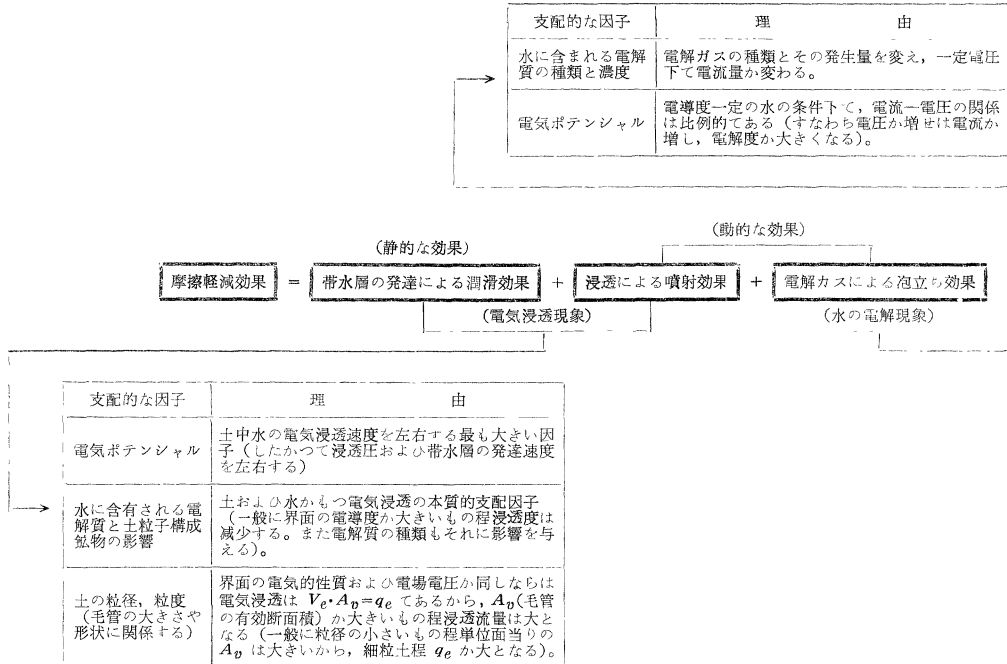 支配的な因子 理 由
水に含まれる電解 電解ガスの種類とその発生量を変え，一定電圧
質の種類と濃度 下て電流量か変わる。
電導度一定の水の条件下て，電流—電圧の関係
電気ポテンシャル は比例的てある（すなわち電圧か増せは電流か
増し，電解度か大きくなる）。
(動的な効果)
(静的な効果)
摩擦軽減効果 = 帯水層の発達による潤滑効果 + 浸透による噴射効果 + 電解カスによる泡立ち効果
(電気浸透現象) (水の電解現象)
支配的な因子 理 由
土中水の電気浸透速度を左右する最も大きい因
電気ポテンシャル 子（したかつて浸透圧および帯水層の発達速度
を左右する）
水に含有される電 土および水かもつ電気浸透の本質的支配因子
解質と土粒子構成 （一般に界面の電導度か大きいもの程浸透度は
鉱物の影響 減少する。また電解質の種類もそれに影響を与
える）。
界面の電気的性質および電場電圧か同しならは
土の粒径，粒度 電気浸透は Ve・Av=qe てあるから，Av(毛管
（毛管の大きさや の有効断面積）か大きいもの程浸透流量は大と
形状に関係する） なる（一般に粒径の小さいもの程単位面当りの
Av は大きいから，細粒土程 qe か大となる）。